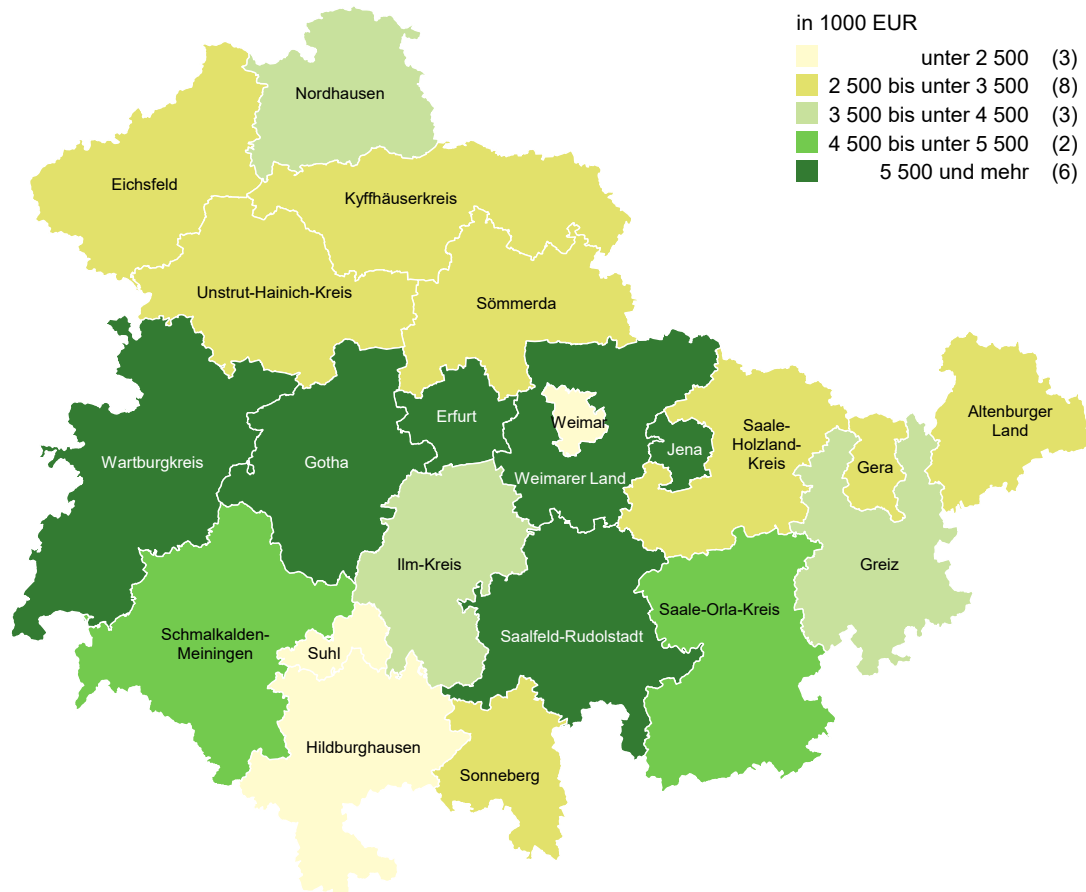 in 1000 EUR
unter 2 500 (3)
2 500 bis unter 3 500 (8)
3 500 bis unter 4 500 (3)
4 500 bis unter 5 500 (2)
5 500 und mehr (6)
Nordhausen
Eichsfeld
Kyffhäuserkreis
Unstrut-Hainich-Kreis
Sömmerda
Altenburger
Land
Erfurt
Weimar
Saale-
Holzland-
Kreis
Wartburgkreis
Gotha
Jena
Gera
Weimarer Land
Ilm-Kreis
Greiz
Saale-Orla-Kreis
Schmalkalden-
Meiningen
Suhl
Saalfeld-Rudolstadt
Hildburghausen
Sonneberg